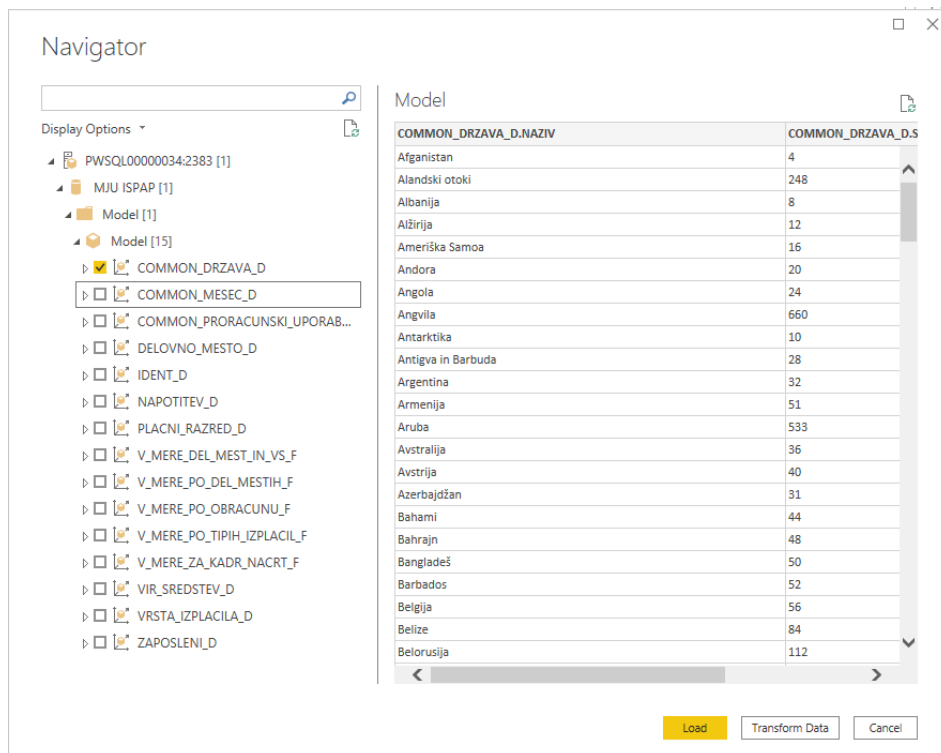 Navigator
Display Options
PWSQL00000034:2383 [1]
MJU ISPAP [1]
Model [1]
Model [15]
COMMON_DRZAVA_D
COMMON_MESEC_D
COMMON_PRORACUNSKI_UPORAB...
DELOVNO_MESTO_D
IDENT_D
NAPOTITEV_D
PLACNI_RAZRED_D
V_MERE_DEL_MEST_IN_VS_F
V_MERE_PO_DEL_MESTIH_F
V_MERE_PO_OBRACUNU_F
V_MERE_PO_TIPIH_IZPLACIL_F
V_MERE_ZA_KADR_NACRT_F
VIR_SREDSTEV_D
VRSTA_IZPLACILA_D
ZAPOSLENI_D
Model
COMMON_DRZAVA_D.NAZIV COMMON_DRZAVA_D.S
Afganistan 4
Alandski otoki 248
Albanija 8
Alžirija 12
Ameriška Samoa 16
Andora 20
Angola 24
Angvila 660
Antarktika 10
Antigva in Barbuda 28
Argentina 32
Armenija 51
Aruba 533
Avstralija 36
Avstrija 40
Azerbajdžan 31
Bahami 44
Bahrajn 48
Bangladeš 50
Barbados 52
Belgija 56
Belize 84
Belorusija 112
Load Transform Data Cancel